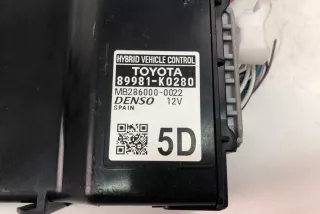 HYBRID VEHICLE CONTROL
TOYOTA
89981-K0280
MB286000-0022
DENSO 12V
SPAIN
5D